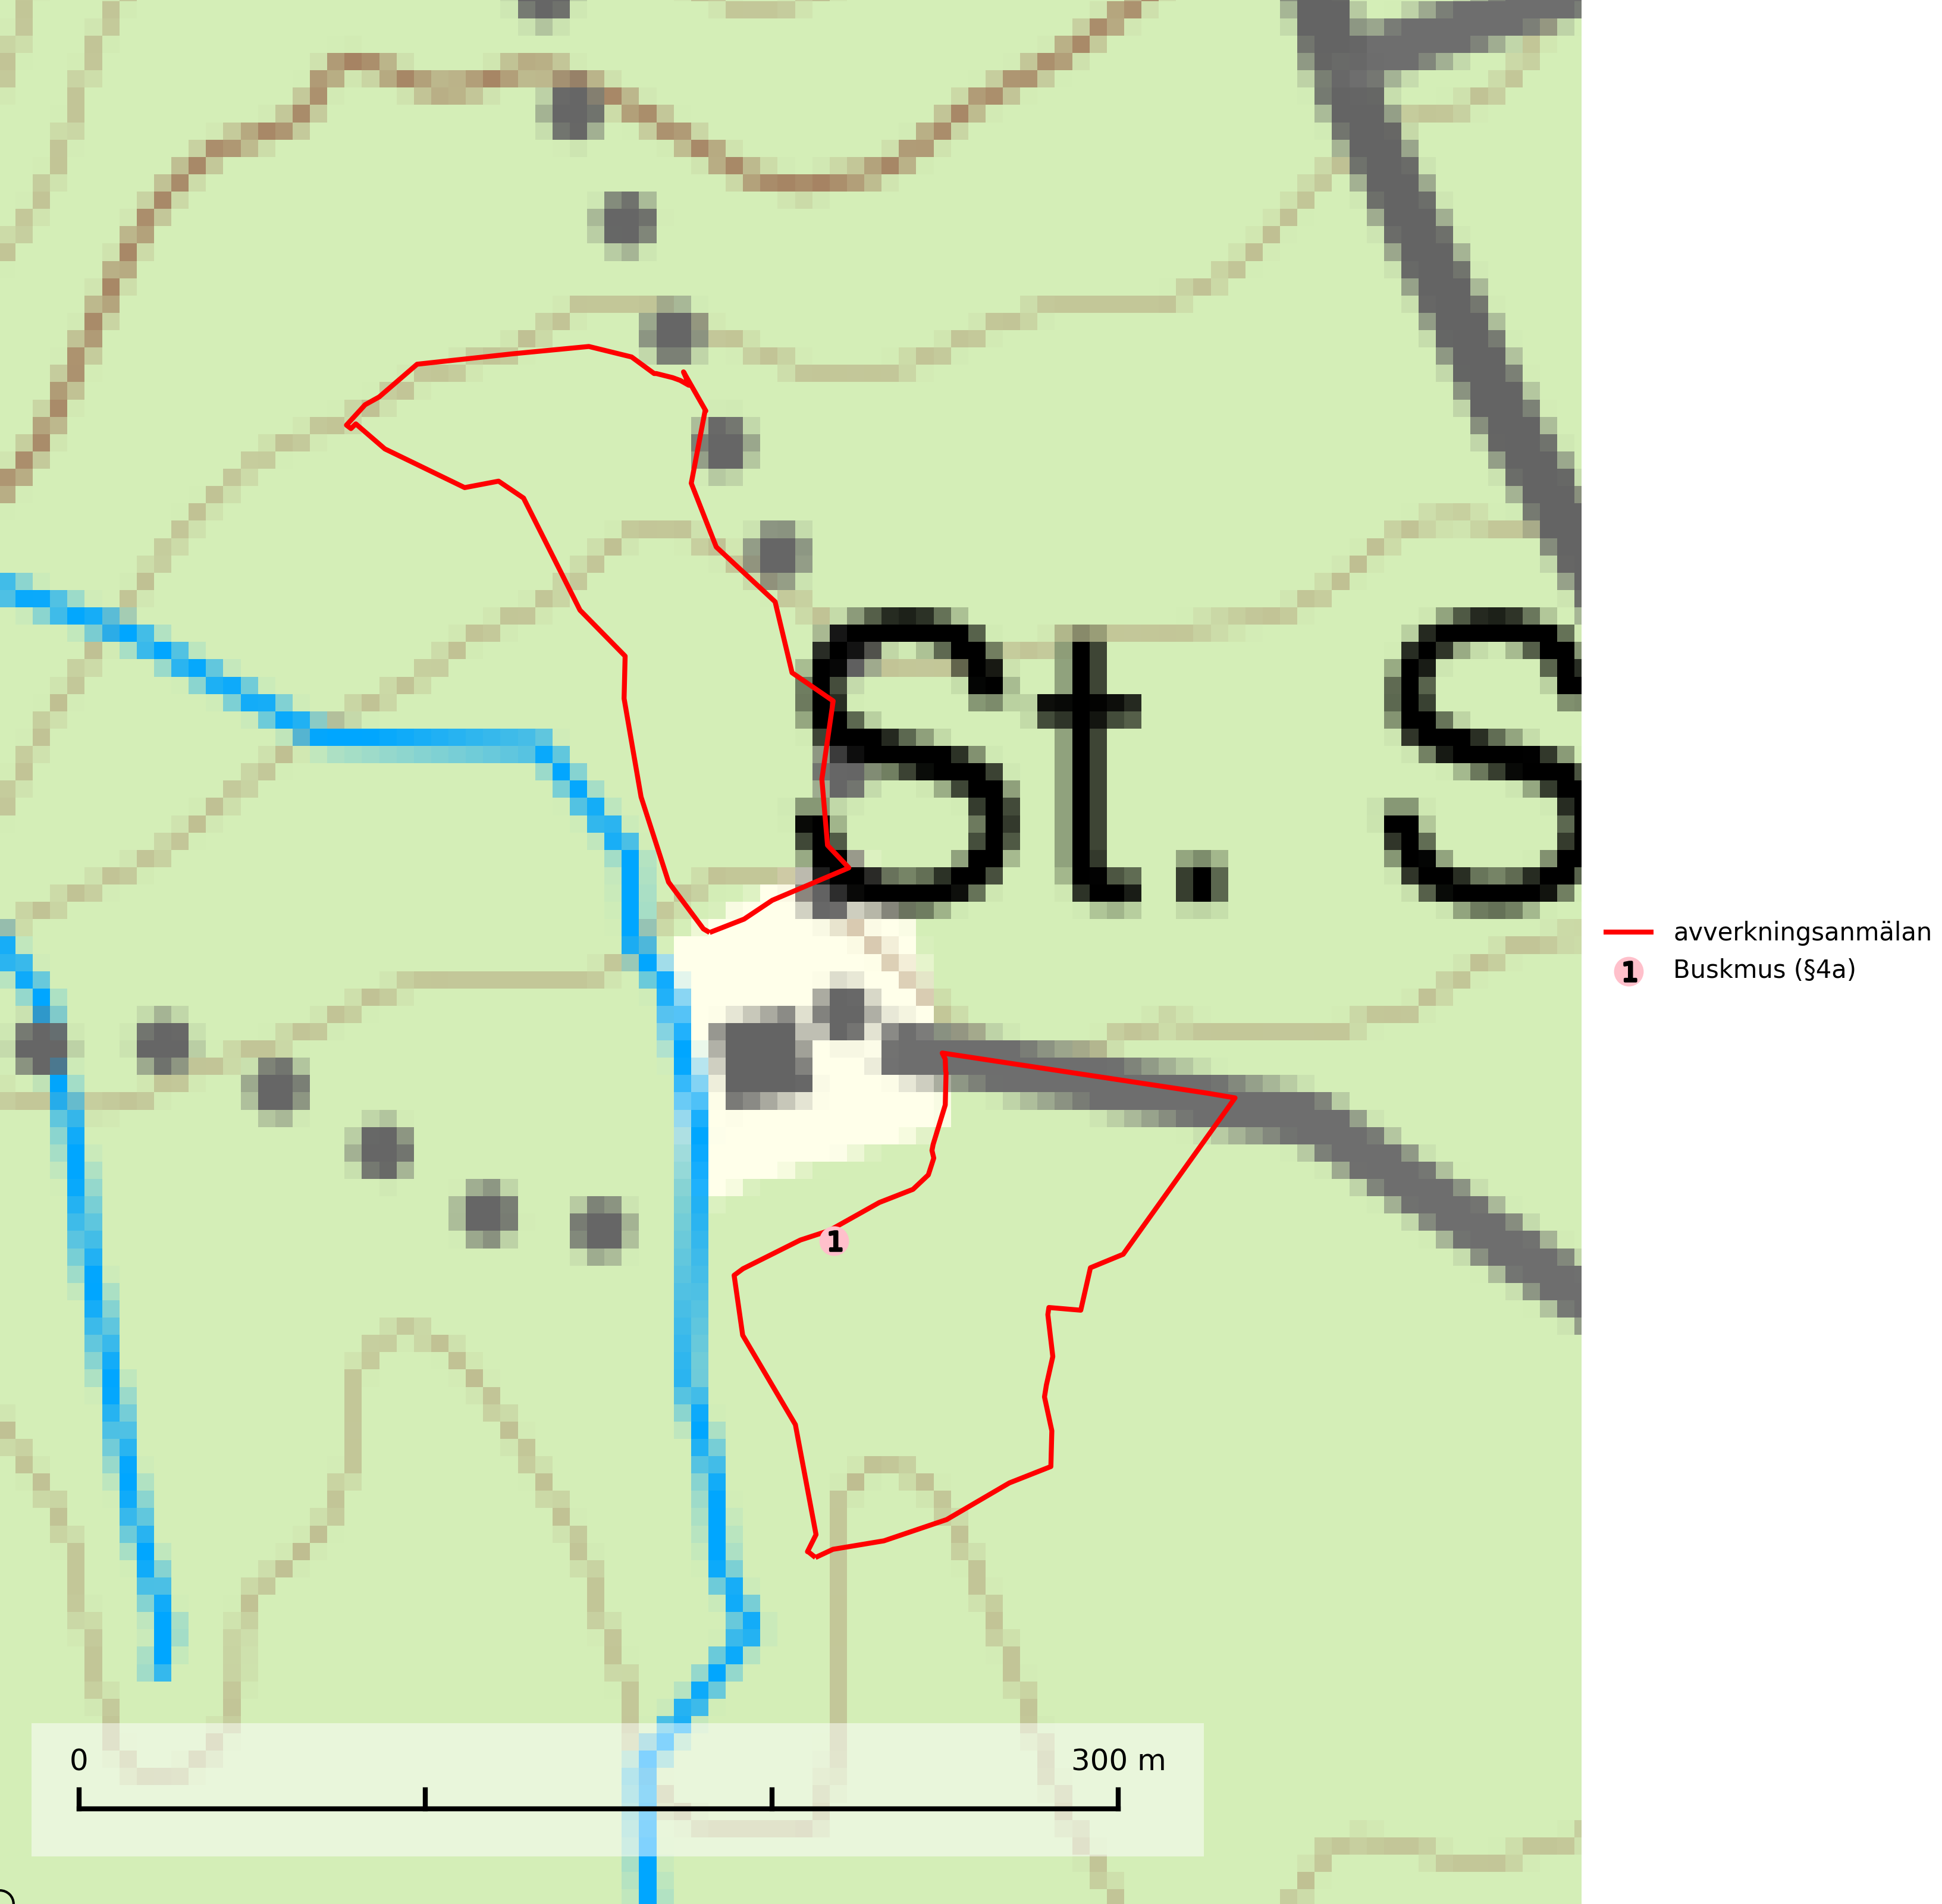 St. S
avverkningsanmälan
1 Buskmus (§4a)
1
0 300 m